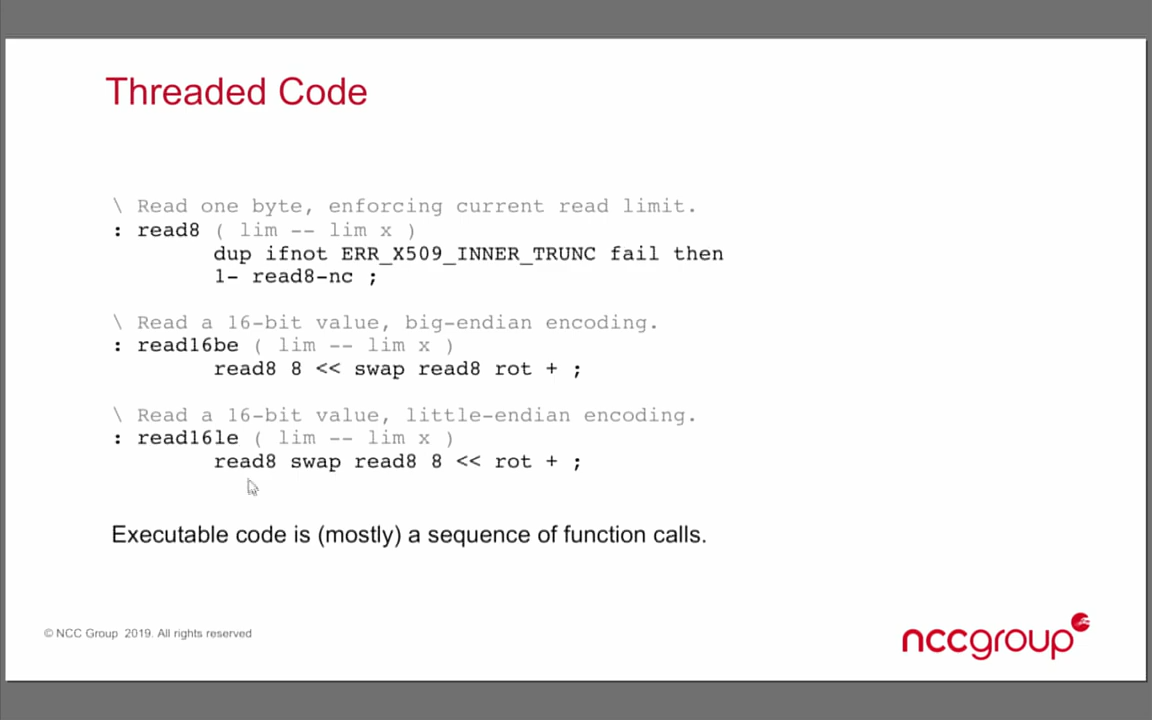 Threaded Code
\ Read one byte, enforcing current read limit.
: read8 ( lim -- lim x )
dup ifnot ERR_X509_INNER_TRUNC fail then
1- read8-nc ;
\ Read a 16-bit value, big-endian encoding.
: read16be ( lim -- lim x )
read8 8 << swap read8 rot + ;
\ Read a 16-bit value, little-endian encoding.
: read16le ( lim -- lim x )
read8 swap read8 8 << rot + ;
Executable code is (mostly) a sequence of function calls.
© NCC Group 2019. All rights reserved
nccgroup